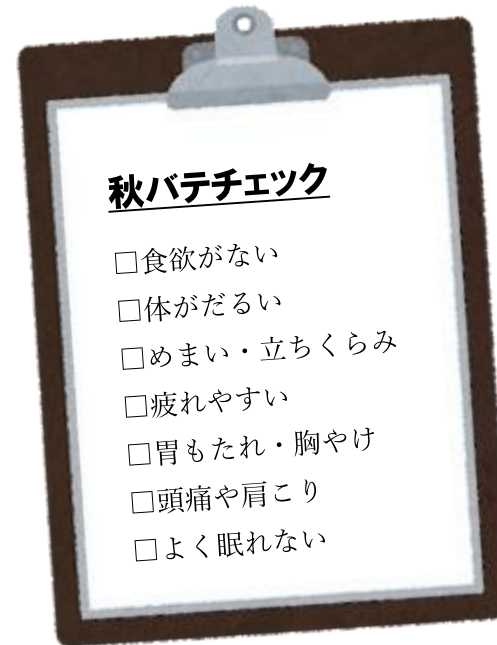 秋バテチェック
□食欲がない
□体がだるい
□めまい・立ちくらみ
□疲れやすい
□胃もたれ・胸やけ
□頭痛や肩こり
□よく眠れない